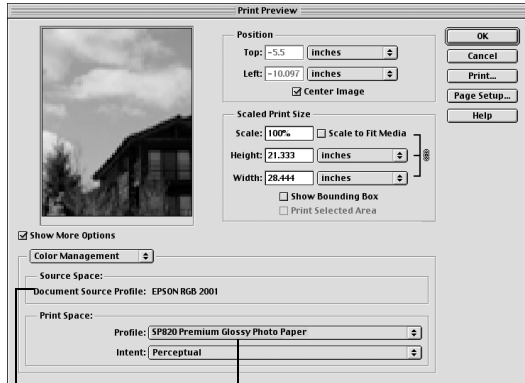 Print Preview
Position
Top: -5.5 inches
Left: -10.097 inches
Center Image
Scaled Print Size
Scale: 100% Scale to Fit Media
Height: 21.333 inches
Width: 28.444 inches
Show Bounding Box
Print Selected Area
OK
Cancel
Print...
Page Setup...
Help
Show More Options
Color Management
Source Space:
Document Source Profile: EPSON RGB 2001
Print Space:
Profile: SP820 Premium Glossy Photo Paper
Intent: Perceptual